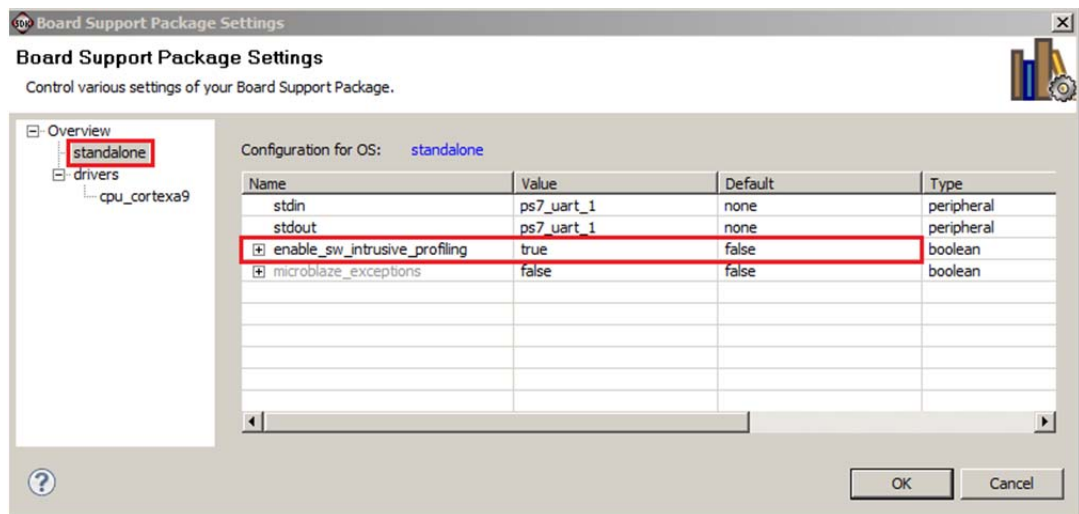 SDK Board Support Package Settings
Board Support Package Settings
Control various settings of your Board Support Package.
Overview
standalone
drivers
cpu_cortexa9
Configuration for OS: standalone
Name Value Default Type
stdin ps7_uart_1 none peripheral
stdout ps7_uart_1 none peripheral
enable_sw_intrusive_profiling true false boolean
microblaze_exceptions false false boolean
OK Cancel